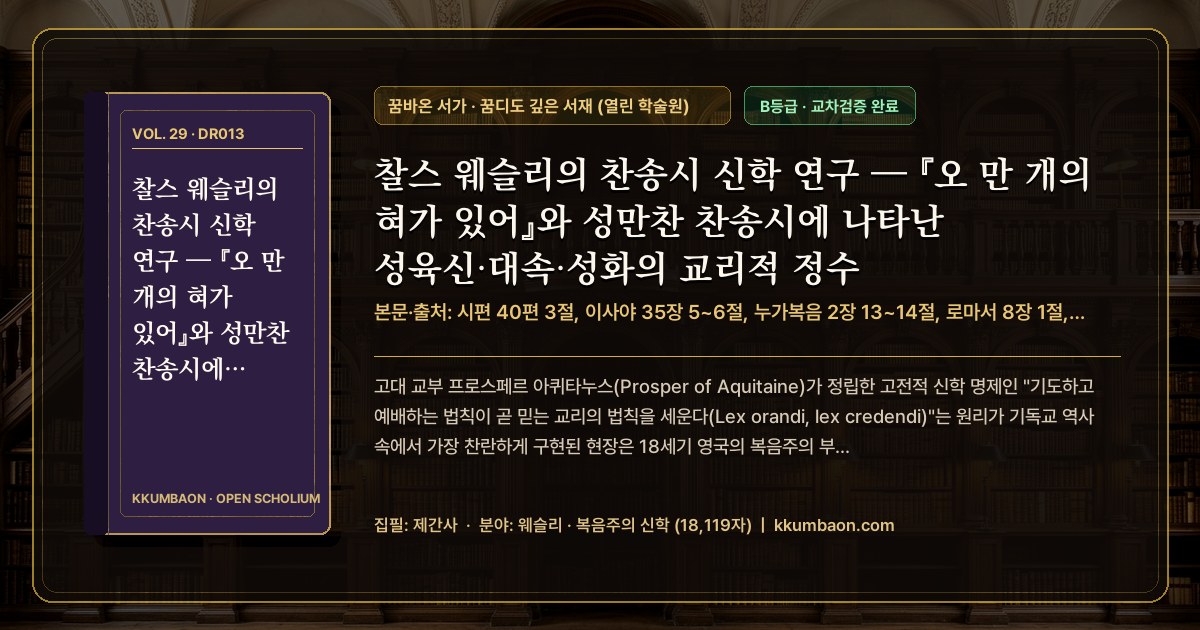 VOL. 29 · DR013
찰스 웨슬리의
찬송시 신학
연구 — 『오 만
개의 혀가
있어』와 성만찬
찬송시에…
KKUMBAON · OPEN SCHOLIUM
꿈바온 서가 · 꿈디도 깊은 서재 (열린 학술원)
B등급 · 교차검증 완료
찰스 웨슬리의 찬송시 신학 연구 — 『오 만 개의
혀가 있어』와 성만찬 찬송시에 나타난
성육신·대속·성화의 교리적 정수
본문·출처: 시편 40편 3절, 이사야 35장 5~6절, 누가복음 2장 13~14절, 로마서 8장 1절,...
고대 교부 프로스페르 아퀴타누스(Prosper of Aquitaine)가 정립한 고전적 신학 명제인 "기도하고
예배하는 법칙이 곧 믿는 교리의 법칙을 세운다(Lex orandi, lex credendi)"는 원리가 기독교 역사
속에서 가장 찬란하게 구현된 현장은 18세기 영국의 복음주의 부...
집필: 제간사 · 분야: 웨슬리 · 복음주의 신학 (18,119자) | kkumbaon.com